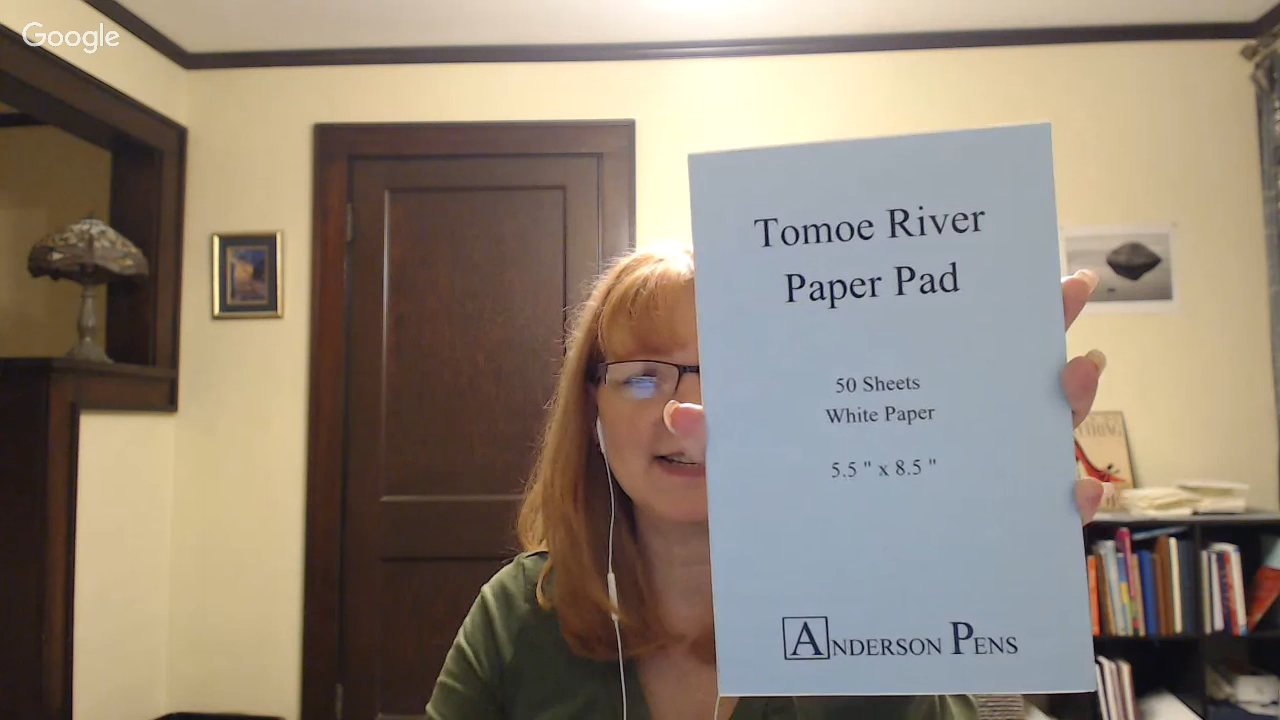 Google
Tomoe River
Paper Pad
50 Sheets
White Paper
5.5 " x 8.5 "
ANDERSON PENS